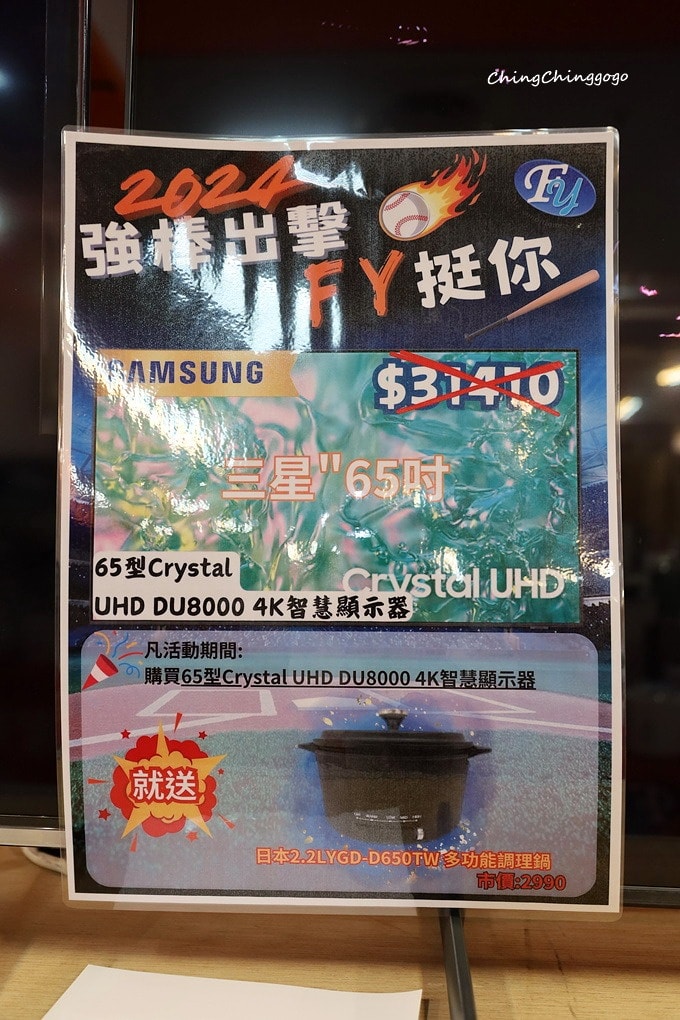 ChingChinggogo
2024
FY
強棒出擊
FY挺你
SAMSUNG
$31410
三星"65吋
65型Crystal
UHD DU8000 4K智慧顯示器
Crystal UHD
凡活動期間:
購買65型Crystal UHD DU8000 4K智慧顯示器
就送
日本2.2LYGD-D650TW 多功能調理鍋
市價:2990